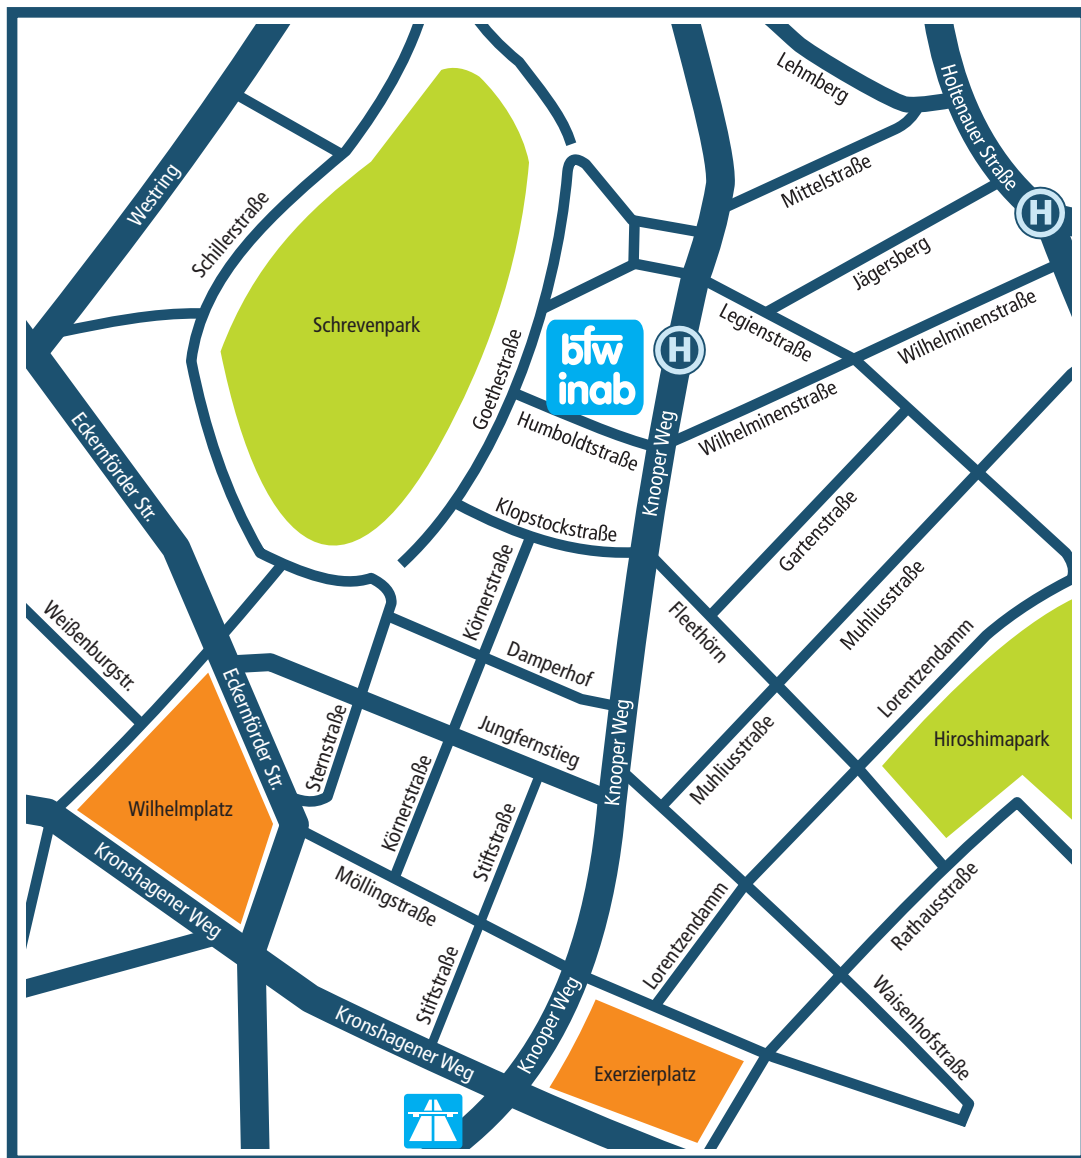 Lehmberg
Holtenauer Straße
Mittelstraße
Westring
Schillerstraße
H
Jägersberg
Schrevenpark
Legienstraße
Wilhelminenstraße
Goethestraße
bfw
inab
H
Wilhelminenstraße
Humboldtstraße
Knooper Weg
Eckernförder Str.
Klopstockstraße
Gartenstraße
Körnerstraße
Muhliusstraße
Fleethörn
Weißenburgstr.
Damperhof
Lorentzendamm
Eckernförder Str.
Sternstraße
Jungfernstieg
Knooper Weg
Muhliusstraße
Hiroshimapark
Wilhelmplatz
Körnerstraße
Stiftstraße
Kronshagener Weg
Möllingstraße
Lorentzendamm
Rathausstraße
Stiftstraße
Knooper Weg
Waisenhofstraße
Kronshagener Weg
Exerzierplatz